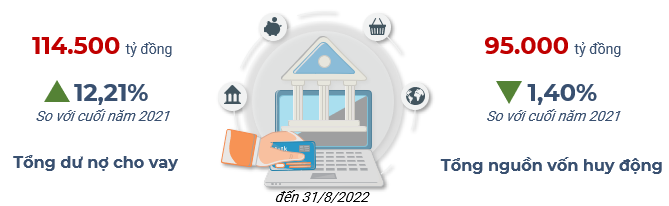 114.500 tỷ đồng
12,21%
So với cuối năm 2021
Tổng dư nợ cho vay
đến 31/8/2022
95.000 tỷ đồng
1,40%
So với cuối năm 2021
Tổng nguồn vốn huy động